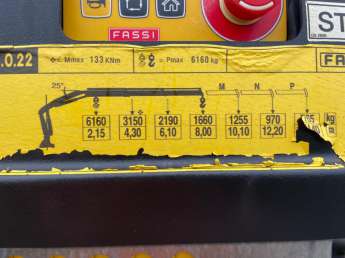 FASSI
ST
.0.22
Mmax 133 KNm
= Pmax 6160 kg
FR
25°
M N P
6160 3150 2190 1660 1255 970 kg
2,15 4,30 6,10 8,00 10,10 12,20